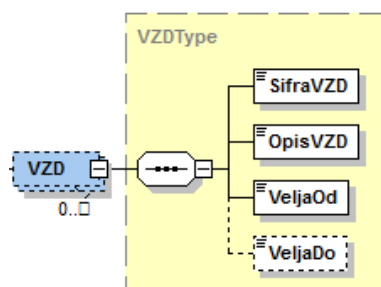 VZDType
SifraVZD
OpisVZD
VZD
0..□
VeljaOd
VeljaDo